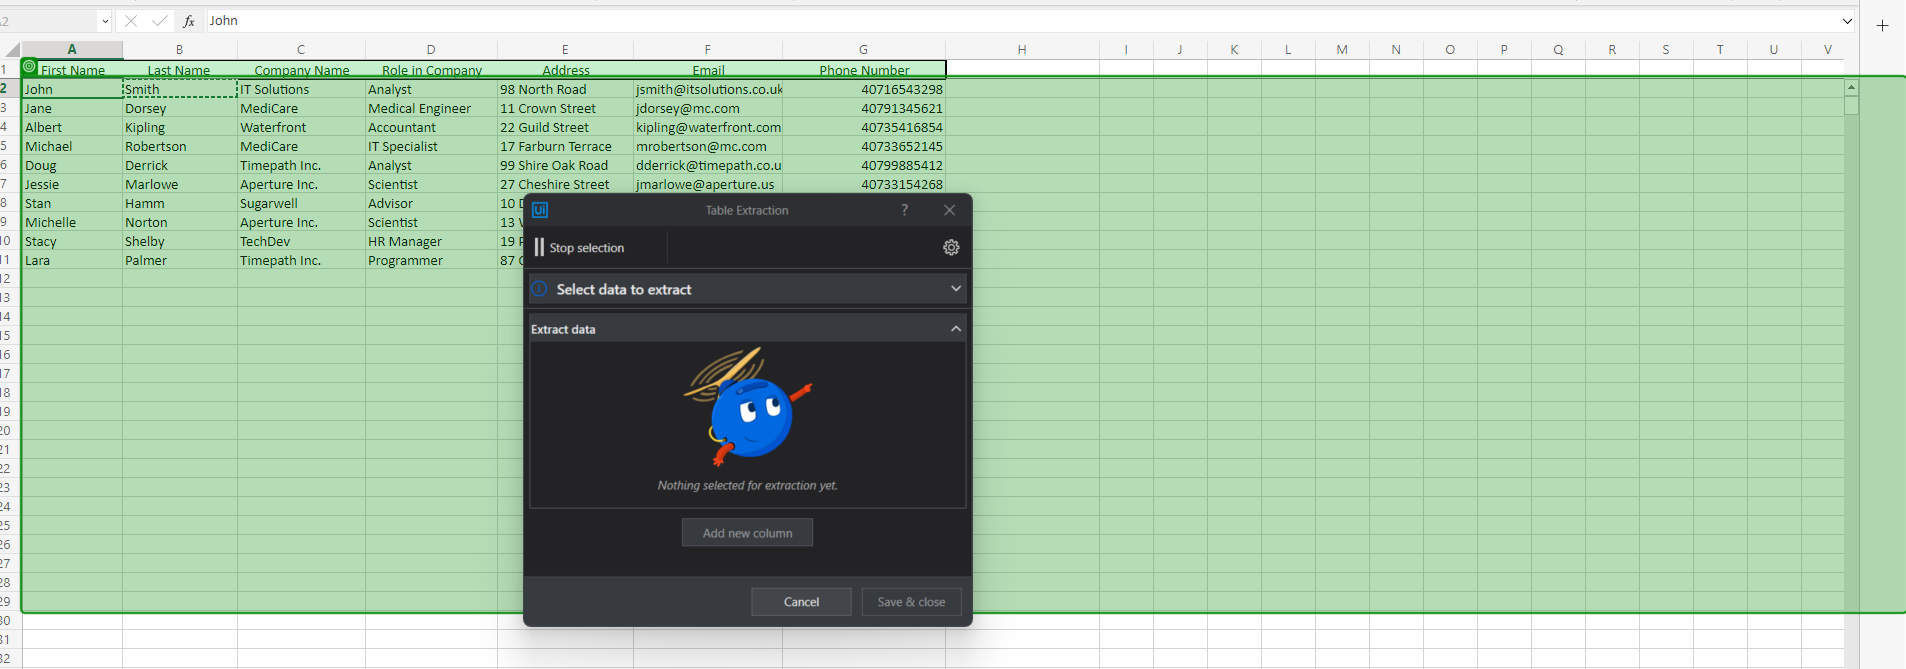 2 fx John
A B C D E F G H I J K L M N O P Q R S T U V
1 First Name Last Name Company Name Role in Company Address Email Phone Number
2 John Smith IT Solutions Analyst 98 North Road jsmith@itsolutions.co.uk 40716543298
3 Jane Dorsey MediCare Medical Engineer 11 Crown Street jdorsey@mc.com 40791345621
4 Albert Kipling Waterfront Accountant 22 Guild Street kipling@waterfront.com 40735416854
5 Michael Robertson MediCare IT Specialist 17 Farburn Terrace mrobertson@mc.com 40733652145
6 Doug Derrick Timepath Inc. Analyst 99 Shire Oak Road dderrick@timepath.co.u 40799885412
7 Jessie Marlowe Aperture Inc. Scientist 27 Cheshire Street jmarlowe@aperture.us 40733154268
8 Stan Hamm Sugarwell Advisor 10
9 Michelle Norton Aperture Inc. Scientist 13
10 Stacy Shelby TechDev HR Manager 19
11 Lara Palmer Timepath Inc. Programmer 87
12
13
14
15
16
17
18
19
20
21
22
23
24
25
26
27
28
29
30
31
32
Ui Table Extraction ?
Stop selection
Select data to extract
Extract data
Nothing selected for extraction yet.
Add new column
Cancel Save & close